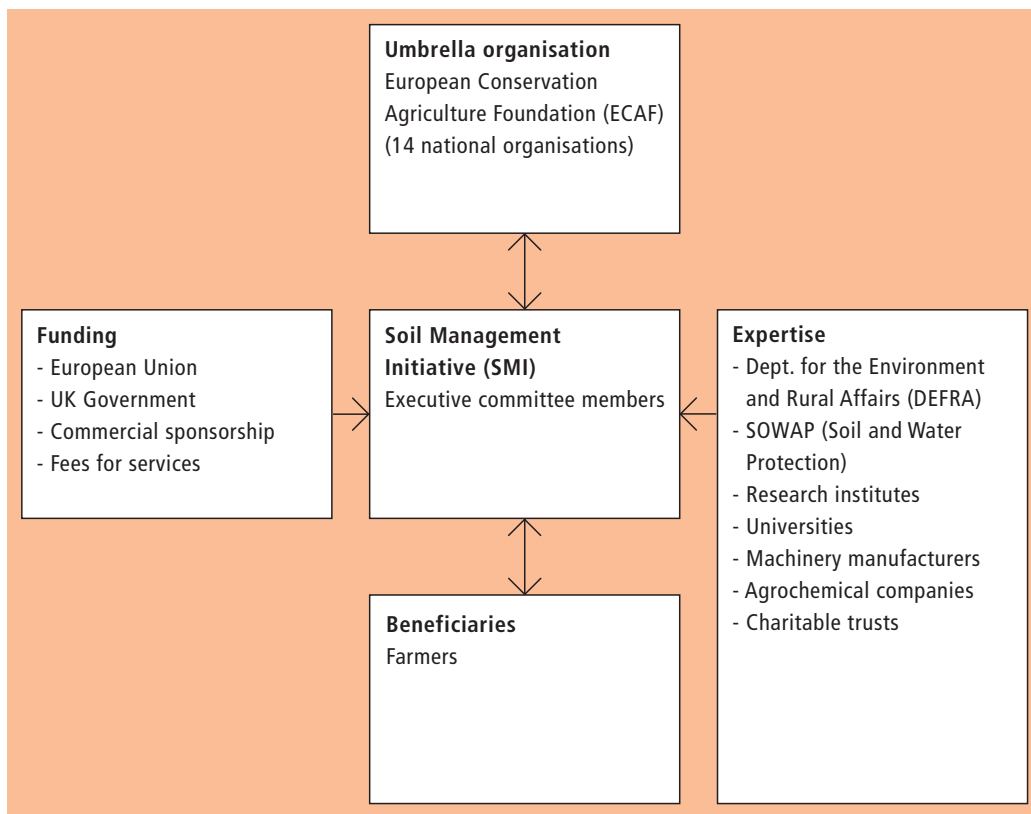 Umbrella organisation
European Conservation
Agriculture Foundation (ECAF)
(14 national organisations)
Funding
- European Union
- UK Government
- Commercial sponsorship
- Fees for services
Soil Management
Initiative (SMI)
Executive committee members
Expertise
- Dept. for the Environment
and Rural Affairs (DEFRA)
- SOWAP (Soil and Water
Protection)
- Research institutes
- Universities
- Machinery manufacturers
- Agrochemical companies
- Charitable trusts
Beneficiaries
Farmers